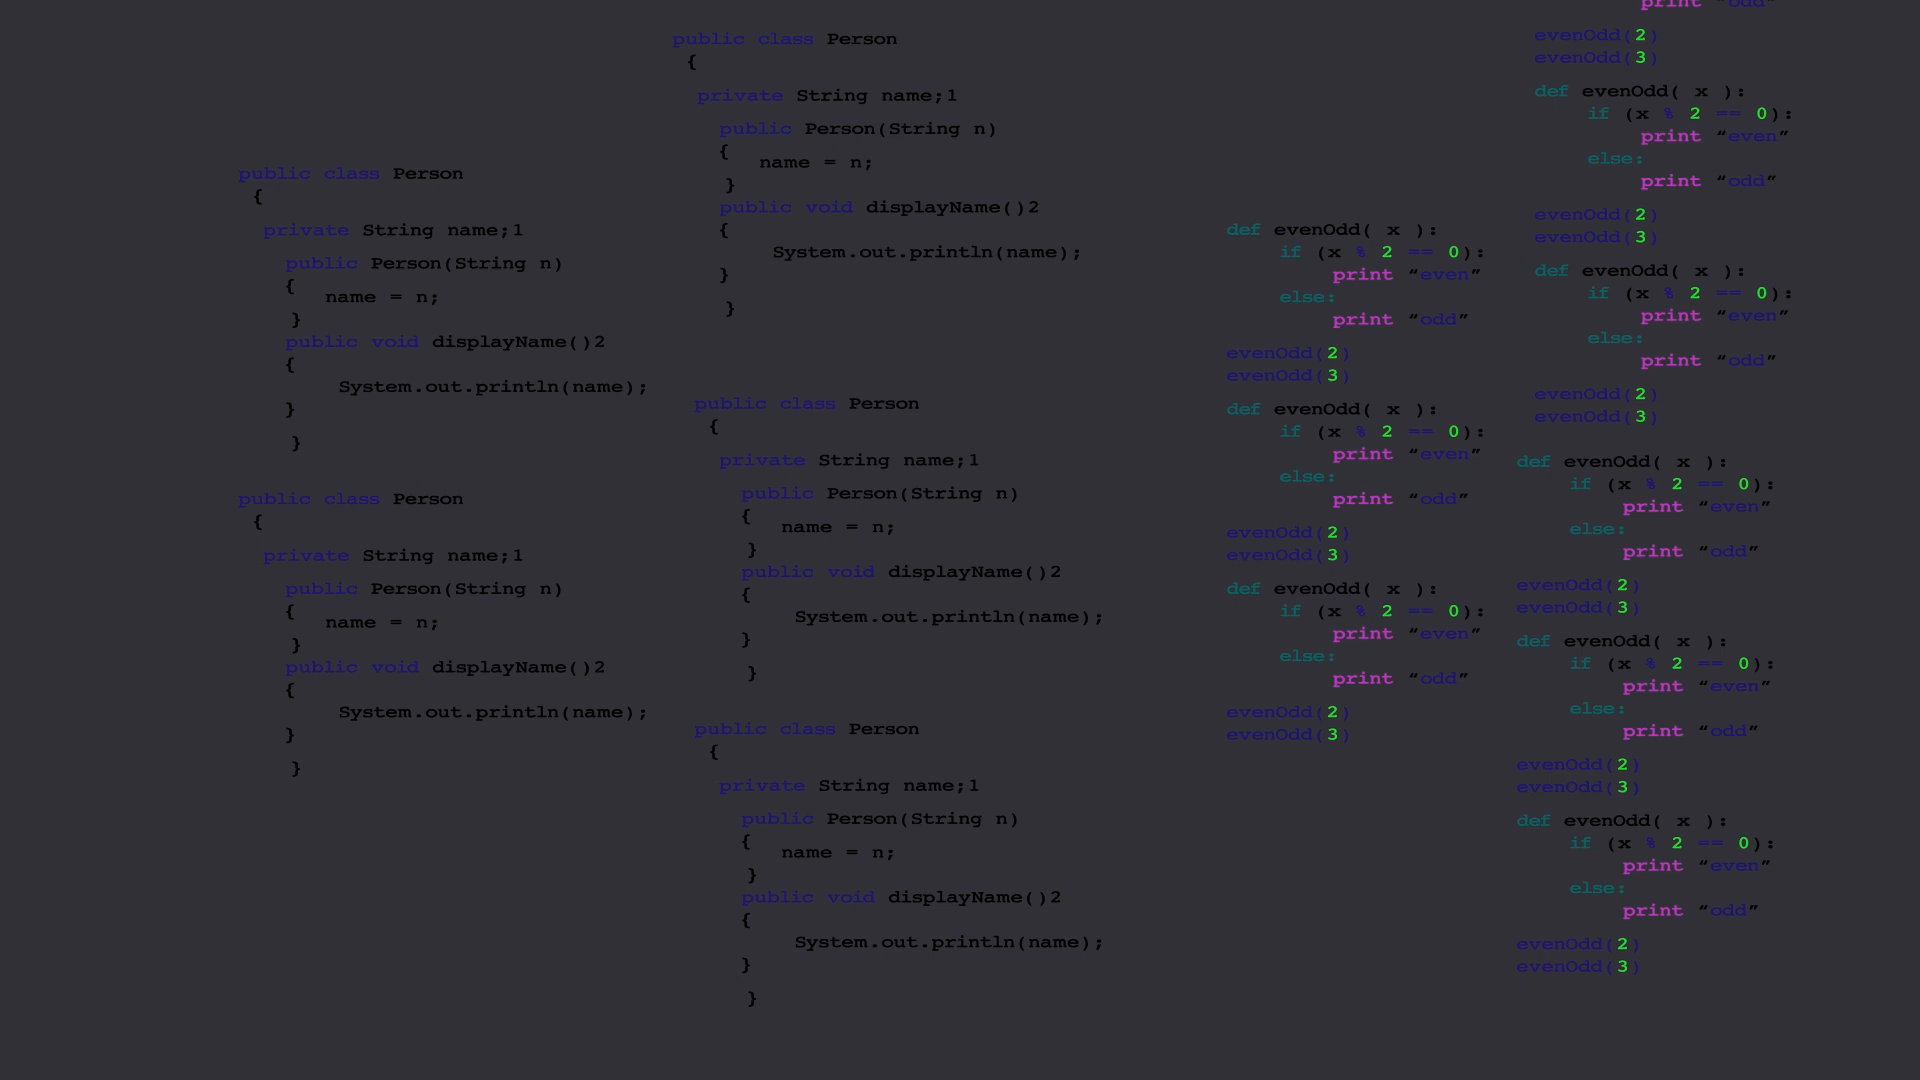 public class Person
{
private String name;1
public Person(String n)
{
name = n;
}
public void displayName()2
{
System.out.println(name);
}
}
public class Person
{
private String name;1
public Person(String n)
{
name = n;
}
public void displayName()2
{
System.out.println(name);
}
}
public class Person
{
private String name;1
public Person(String n)
{
name = n;
}
public void displayName()2
{
System.out.println(name);
}
}
public class Person
{
private String name;1
public Person(String n)
{
name = n;
}
public void displayName()2
{
System.out.println(name);
}
}
public class Person
{
private String name;1
public Person(String n)
{
name = n;
}
public void displayName()2
{
System.out.println(name);
}
}
def evenOdd( x ):
if (x % 2 == 0):
print “even”
else:
print “odd”
evenOdd(2)
evenOdd(3)
def evenOdd( x ):
if (x % 2 == 0):
print “even”
else:
print “odd”
evenOdd(2)
evenOdd(3)
def evenOdd( x ):
if (x % 2 == 0):
print “even”
else:
print “odd”
evenOdd(2)
evenOdd(3)
print “odd”
evenOdd(2)
evenOdd(3)
def evenOdd( x ):
if (x % 2 == 0):
print “even”
else:
print “odd”
evenOdd(2)
evenOdd(3)
def evenOdd( x ):
if (x % 2 == 0):
print “even”
else:
print “odd”
evenOdd(2)
evenOdd(3)
def evenOdd( x ):
if (x % 2 == 0):
print “even”
else:
print “odd”
evenOdd(2)
evenOdd(3)
def evenOdd( x ):
if (x % 2 == 0):
print “even”
else:
print “odd”
evenOdd(2)
evenOdd(3)
def evenOdd( x ):
if (x % 2 == 0):
print “even”
else:
print “odd”
evenOdd(2)
evenOdd(3)